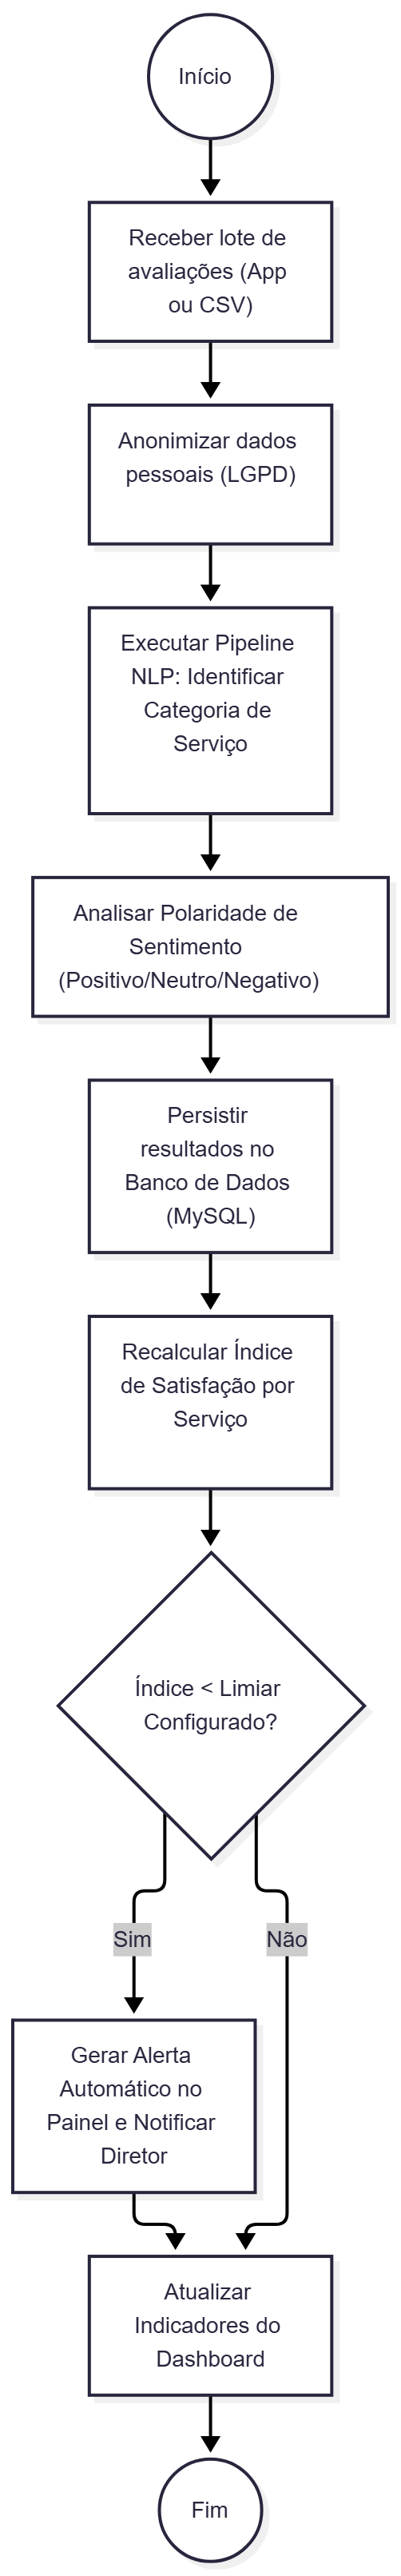 Início
Receber lote de
avaliações (App
ou CSV)
Anonimizar dados
pessoais (LGPD)
Executar Pipeline
NLP: Identificar
Categoria de
Serviço
Analisar Polaridade de
Sentimento
(Positivo/Neutro/Negativo)
Persistir
resultados no
Banco de Dados
(MySQL)
Recalcular Índice
de Satisfação por
Serviço
Índice < Limiar
Configurado?
Sim
Não
Gerar Alerta
Automático no
Painel e Notificar
Diretor
Atualizar
Indicadores do
Dashboard
Fim